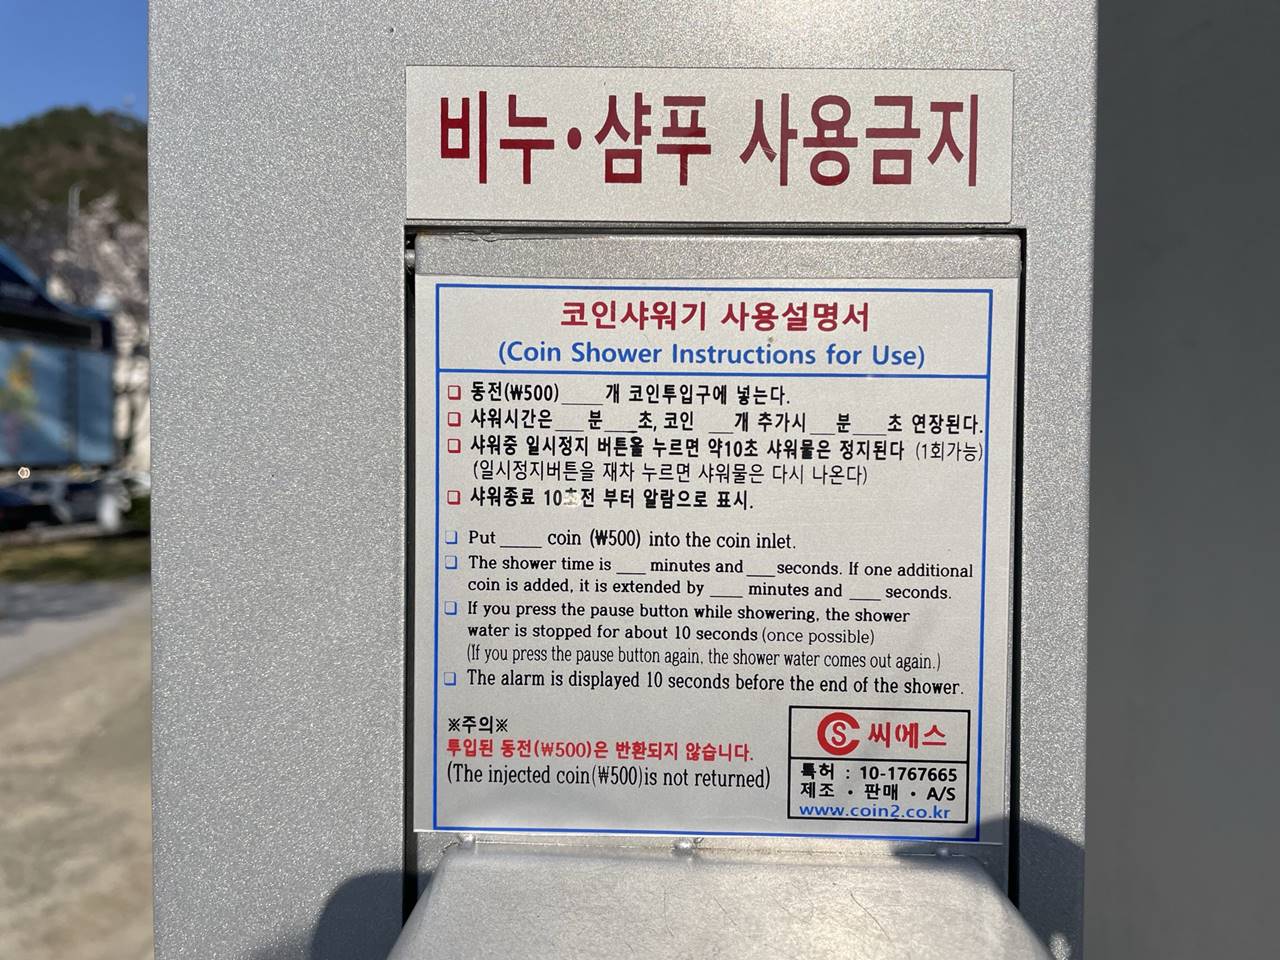 비누·샴푸 사용금지
코인샤워기 사용설명서
(Coin Shower Instructions for Use)
❏ 동전(₩500)____개 코인투입구에 넣는다.
❏ 샤워시간은___분___초, 코인 ___개 추가시___분___초 연장된다.
❏ 샤워중 일시정지 버튼을 누르면 약10초 샤워물은 정지된다 (1회가능)
(일시정지버튼을 재차 누르면 샤워물은 다시 나온다)
❏ 샤워종료 10초전 부터 알람으로 표시.
❏ Put ____ coin (₩500) into the coin inlet.
❏ The shower time is ___ minutes and ___seconds. If one additional
coin is added, it is extended by ___ minutes and ___ seconds.
❏ If you press the pause button while showering, the shower
water is stopped for about 10 seconds (once possible)
(If you press the pause button again, the shower water comes out again.)
❏ The alarm is displayed 10 seconds before the end of the shower.
※주의※
투입된 동전(₩500)은 반환되지 않습니다.
(The injected coin(₩500)is not returned)
CS 씨에스
특허 : 10-1767665
제조 · 판매 · A/S
www.coin2.co.kr